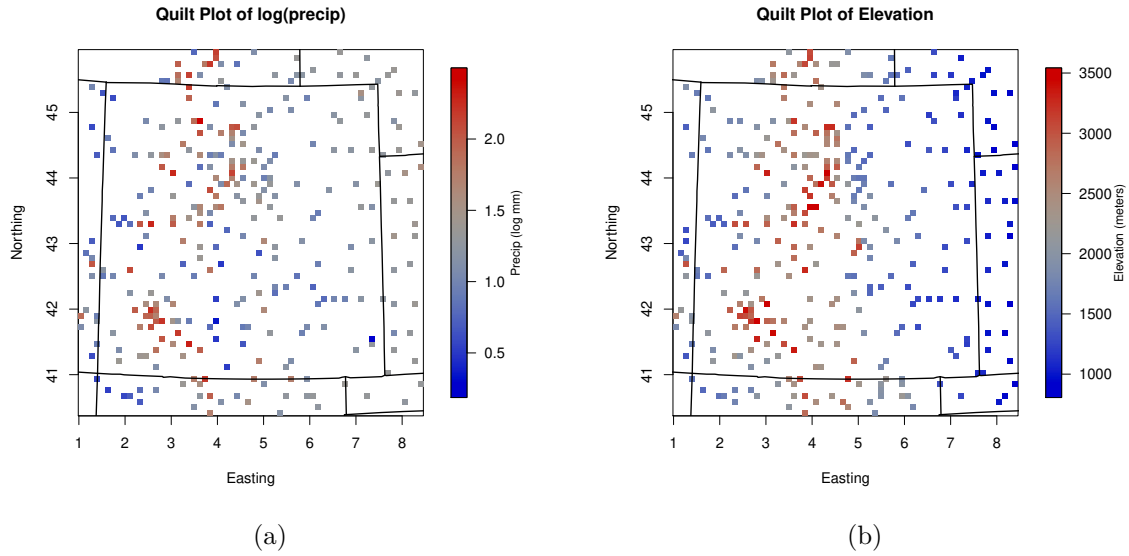 Quilt Plot of log(precip)
Northing
45
44
43
42
41
1 2 3 4 5 6 7 8
Easting
2.0
1.5
1.0
0.5
Precip (log mm)
(a)
Quilt Plot of Elevation
Northing
45
44
43
42
41
1 2 3 4 5 6 7 8
Easting
3500
3000
2500
2000
1500
1000
Elevation (meters)
(b)